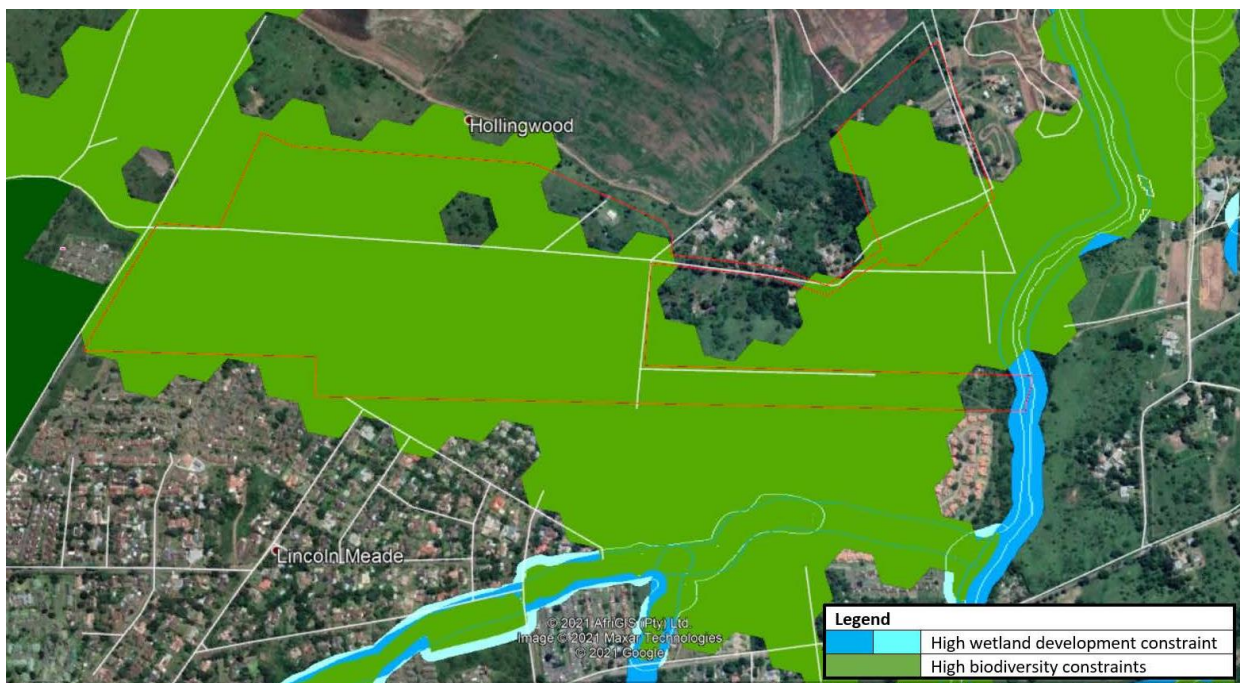 Hollingwood
Lincoln Meade
© 2021 AfriGIS (Pty) Ltd.
Image © 2021 Maxar Technologies
© 2021 Google
Legend
High wetland development constraint
High biodiversity constraints